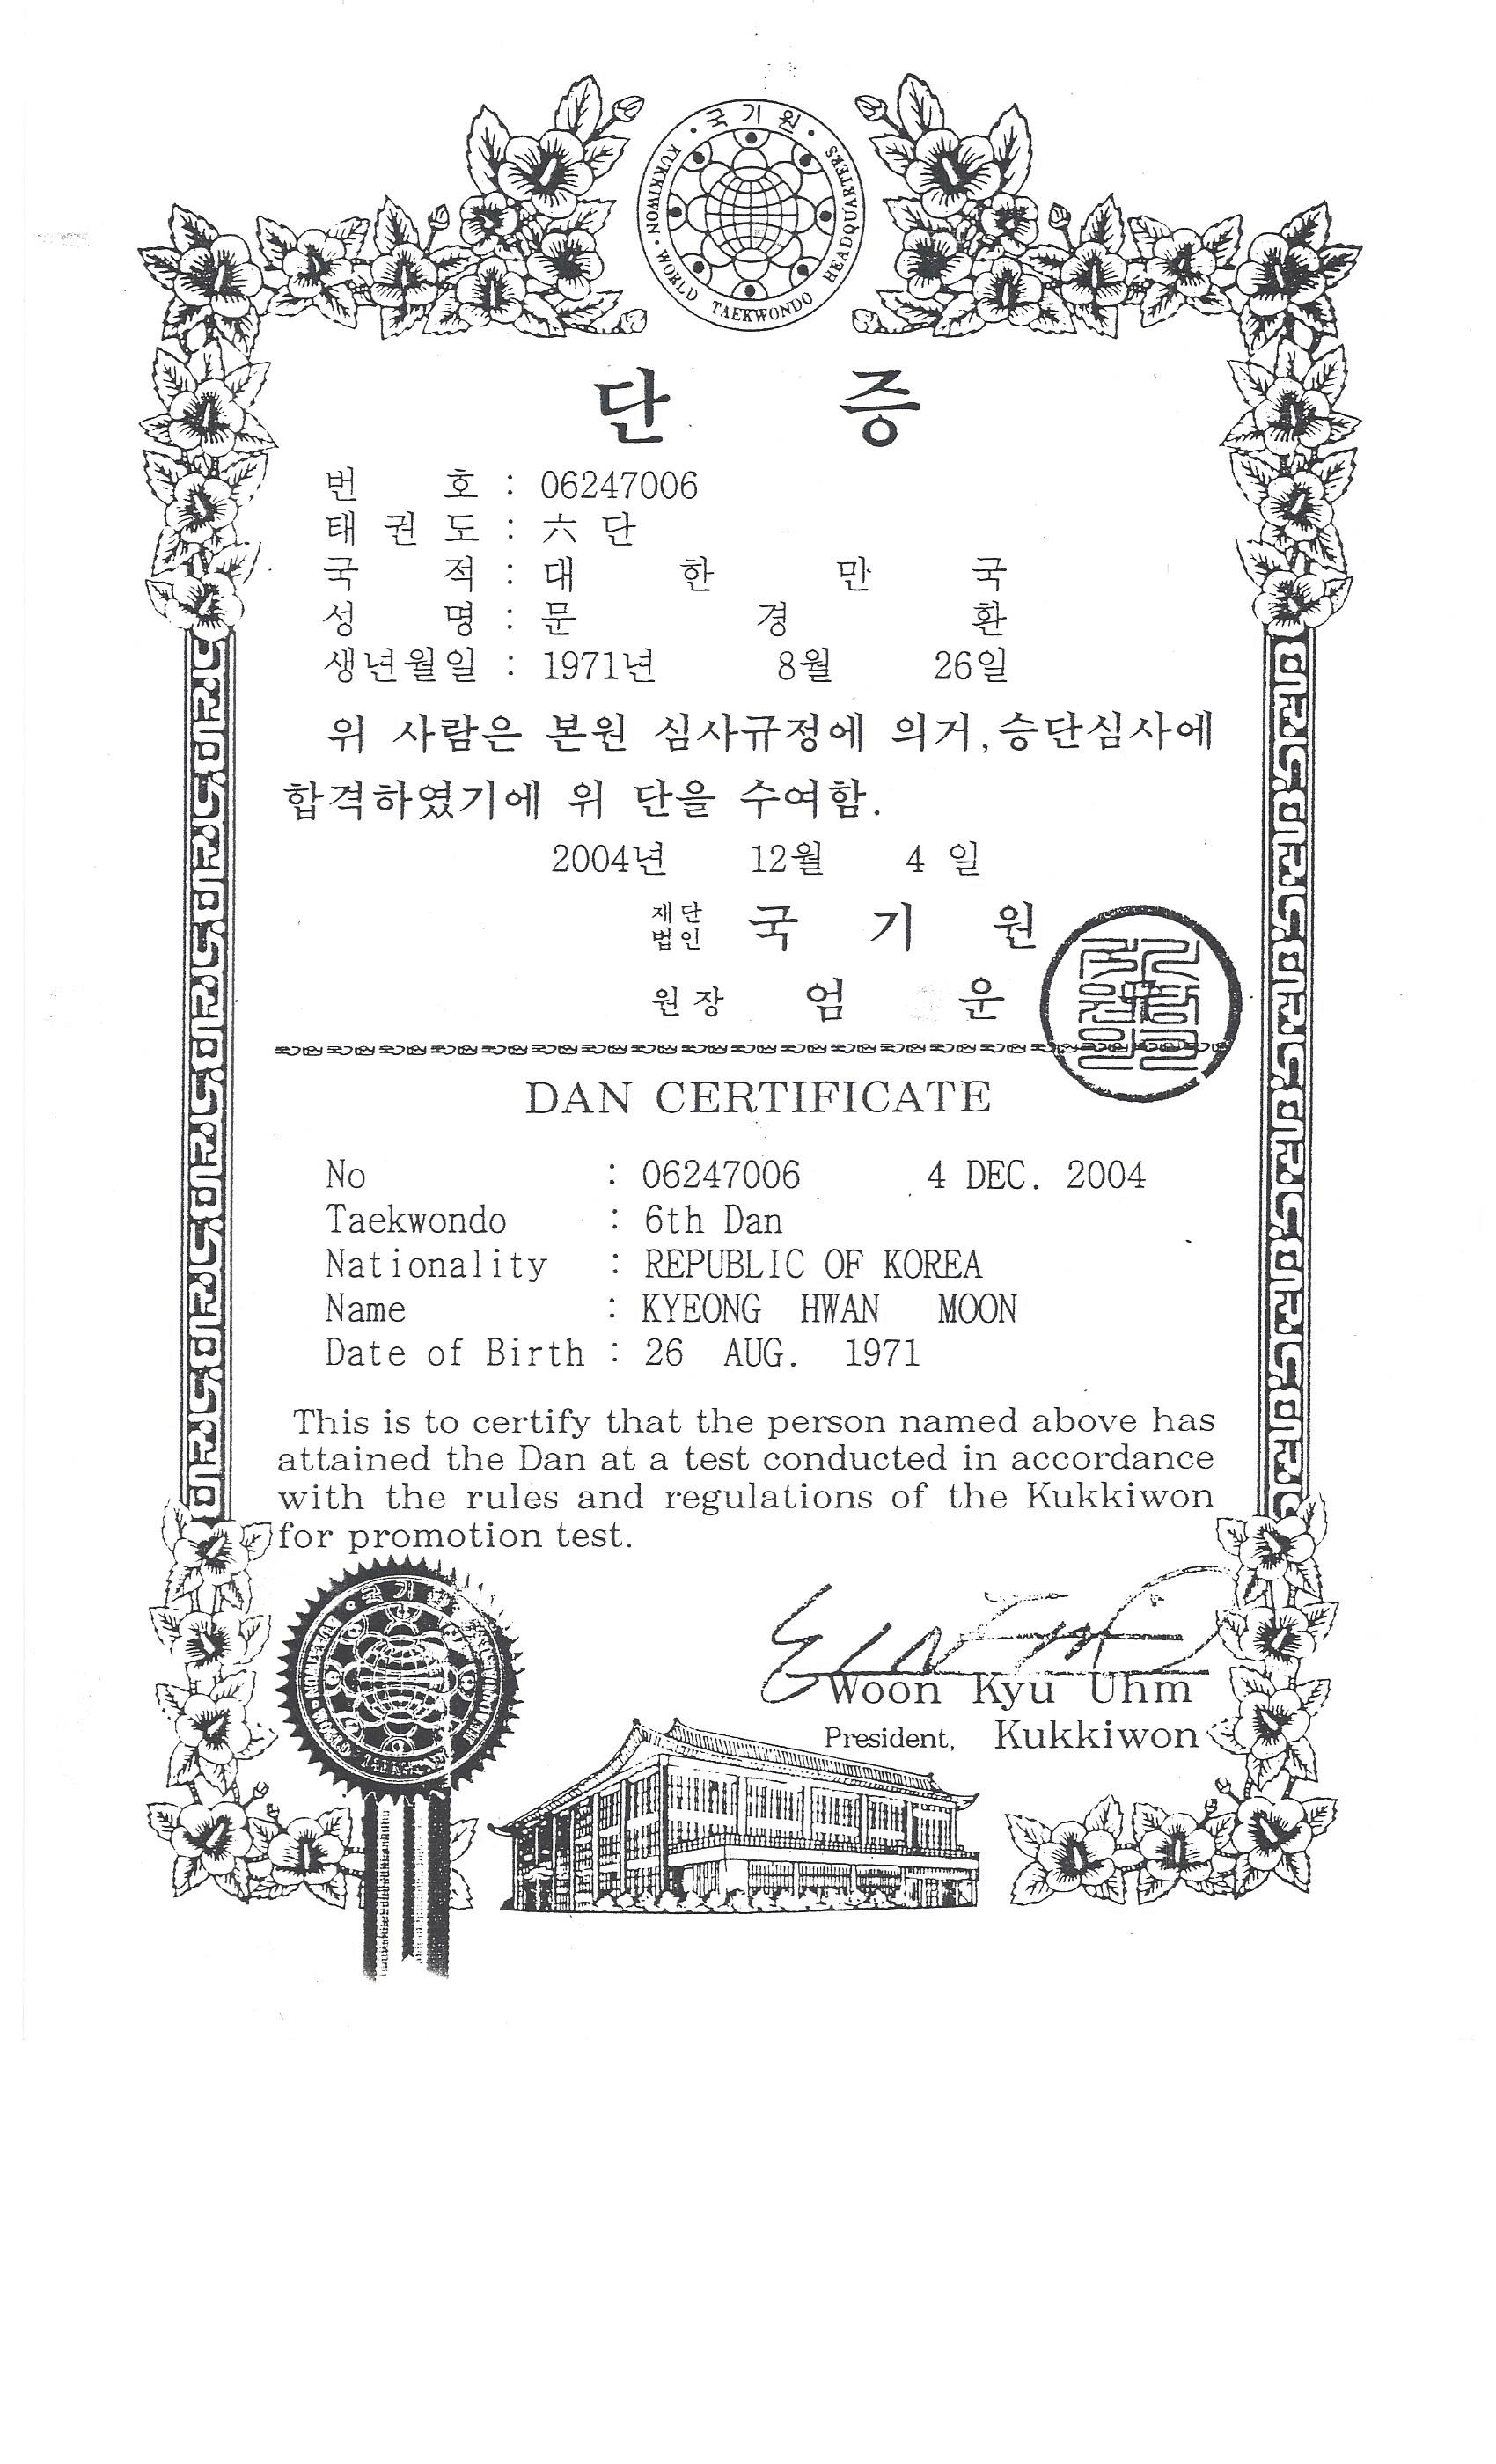 국기원
KUKKIWON · WORLD TAEKWONDO HEADQUARTERS
단 증
번 호 : 06247006
태 권 도 : 六 단
국 적 : 대 한 만 국
성 명 : 문 경 환
생년월일 : 1971년 8월 26일
위 사람은 본원 심사규정에 의거, 승단심사에
합격하였기에 위 단을 수여함.
2004년 12월 4 일
재단법인 국 기 원
원장 엄 운
DAN CERTIFICATE
No : 06247006 4 DEC. 2004
Taekwondo : 6th Dan
Nationality : REPUBLIC OF KOREA
Name : KYEONG HWAN MOON
Date of Birth : 26 AUG. 1971
This is to certify that the person named above has
attained the Dan at a test conducted in accordance
with the rules and regulations of the Kukkiwon
for promotion test.
Woon Kyu Uhm
President, Kukkiwon